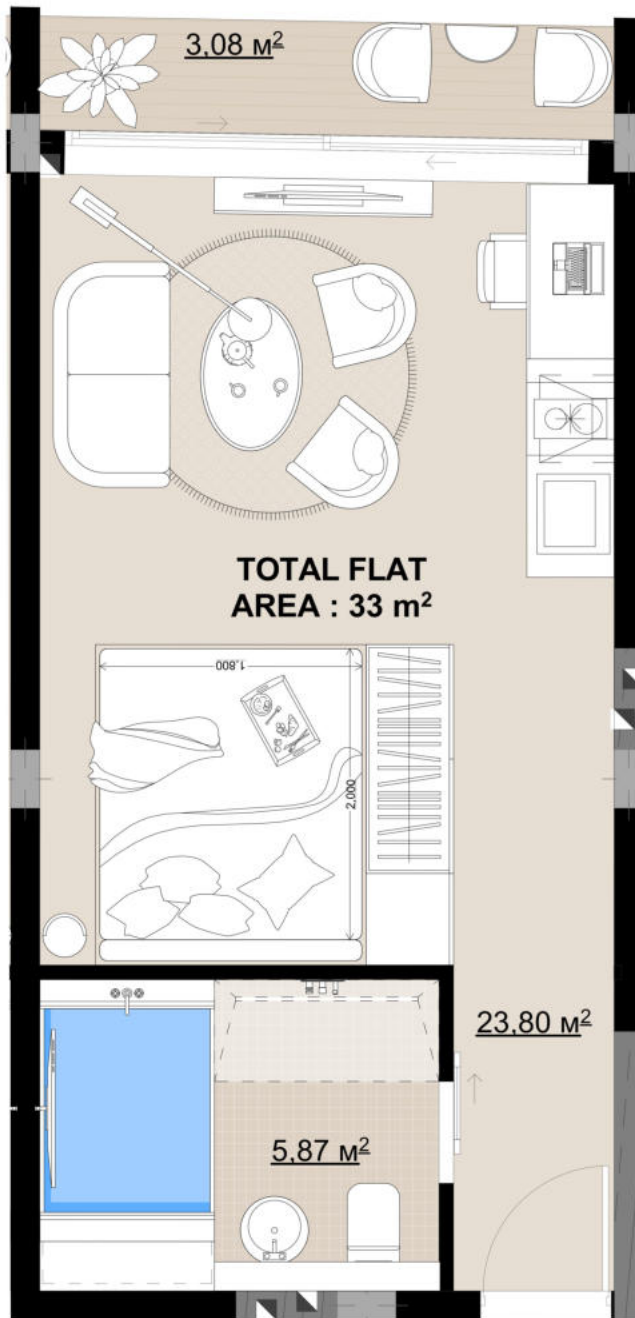 3,08 м²
TOTAL FLAT
AREA : 33 m²
1,800
2,000
23,80 м²
5,87 м²